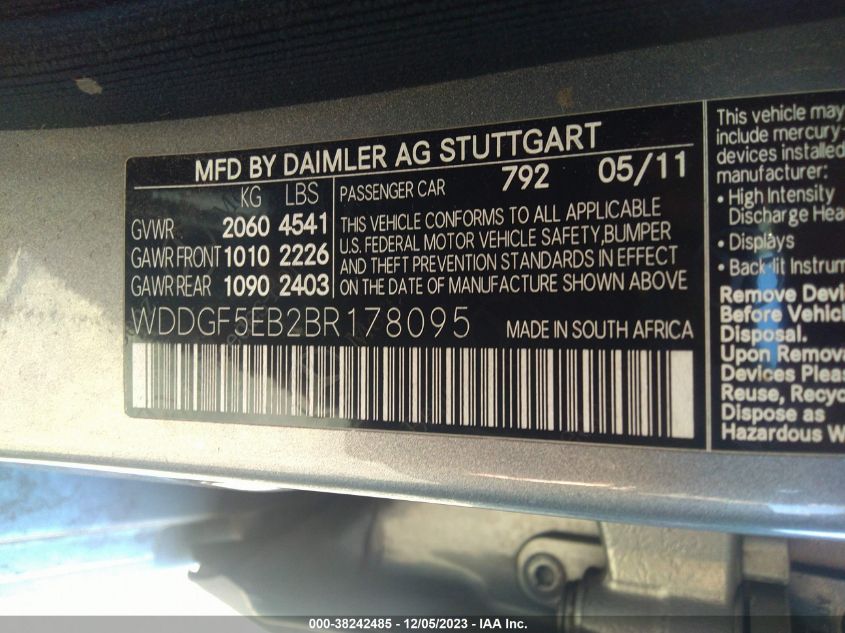 MFD BY DAIMLER AG STUTTGART
KG LBS PASSENGER CAR 792 05/11
GVWR 2060 4541
GAWR FRONT 1010 2226
GAWR REAR 1090 2403
THIS VEHICLE CONFORMS TO ALL APPLICABLE
U.S. FEDERAL MOTOR VEHICLE SAFETY,BUMPER
AND THEFT PREVENTION STANDARDS IN EFFECT
ON THE DATE OF MANUFACTURE SHOWN ABOVE
WDDGF5EB2BR178095 MADE IN SOUTH AFRICA
This vehicle may
include mercury-
devices installed
manufacturer:
• High Intensity
Discharge Hea
• Displays
• Back-lit Instrum
Remove Devi
Before Vehicl
Disposal.
Upon Remova
Devices Pleas
Reuse, Recyc
Dispose as
Hazardous W
000-38242485 - 12/05/2023 - IAA Inc.